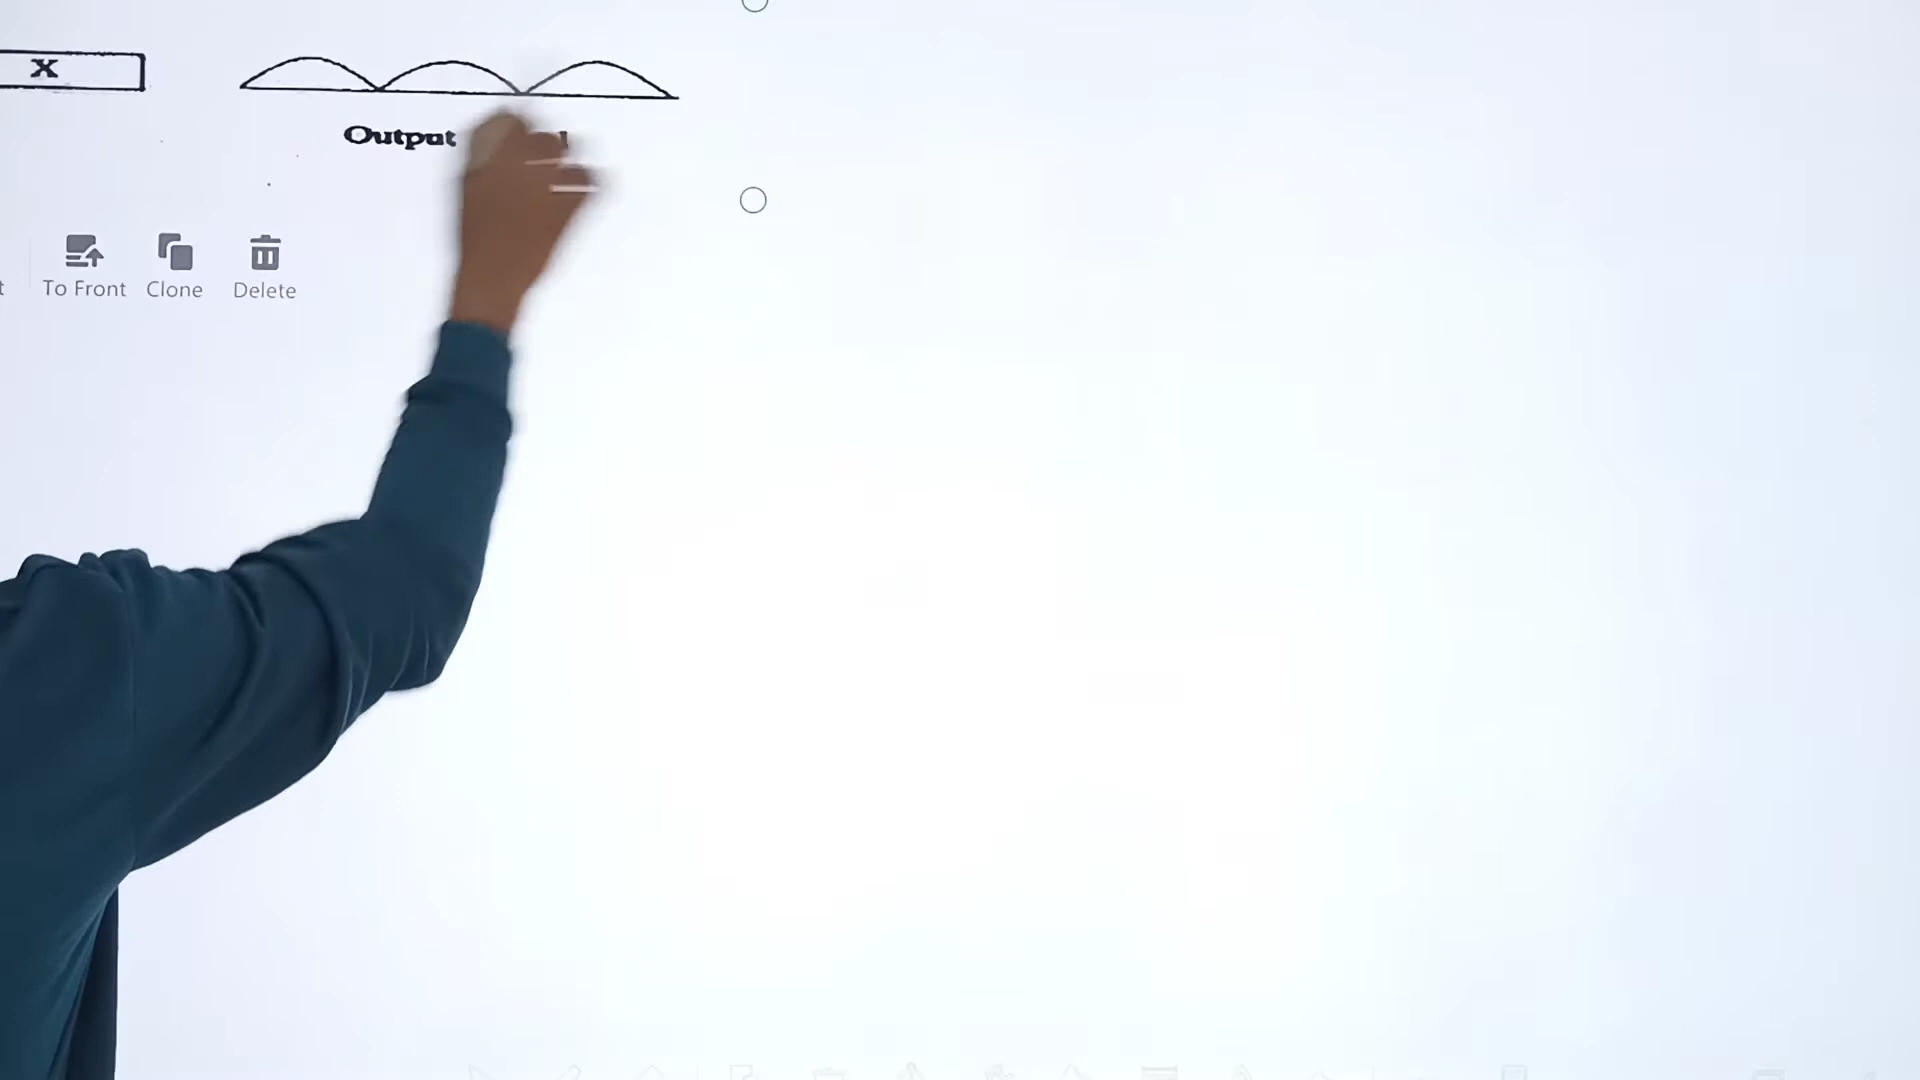 X
Output
To Front Clone Delete